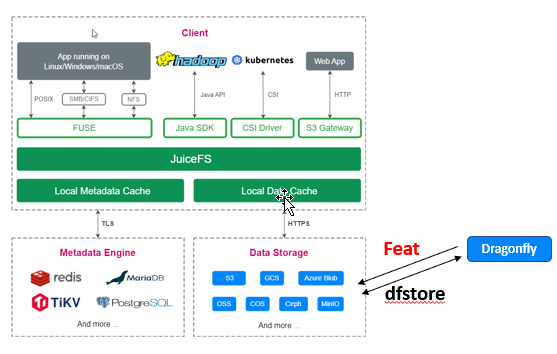 Client
App running on
Linux/Windows/macOS
hadoop
kubernetes
Web App
POSIX
SMB/CIFS
NFS
Java API
CSI
HTTP
FUSE
Java SDK
CSI Driver
S3 Gateway
JuiceFS
Local Metadata Cache
Local Data Cache
TLS
HTTPS
Metadata Engine
Data Storage
redis
MariaDB
TiKV
PostgreSQL
And more ...
S3
GCS
Azure Blob
OSS
COS
Ceph
MinIO
And more ...
Feat
dfstore
Dragonfly